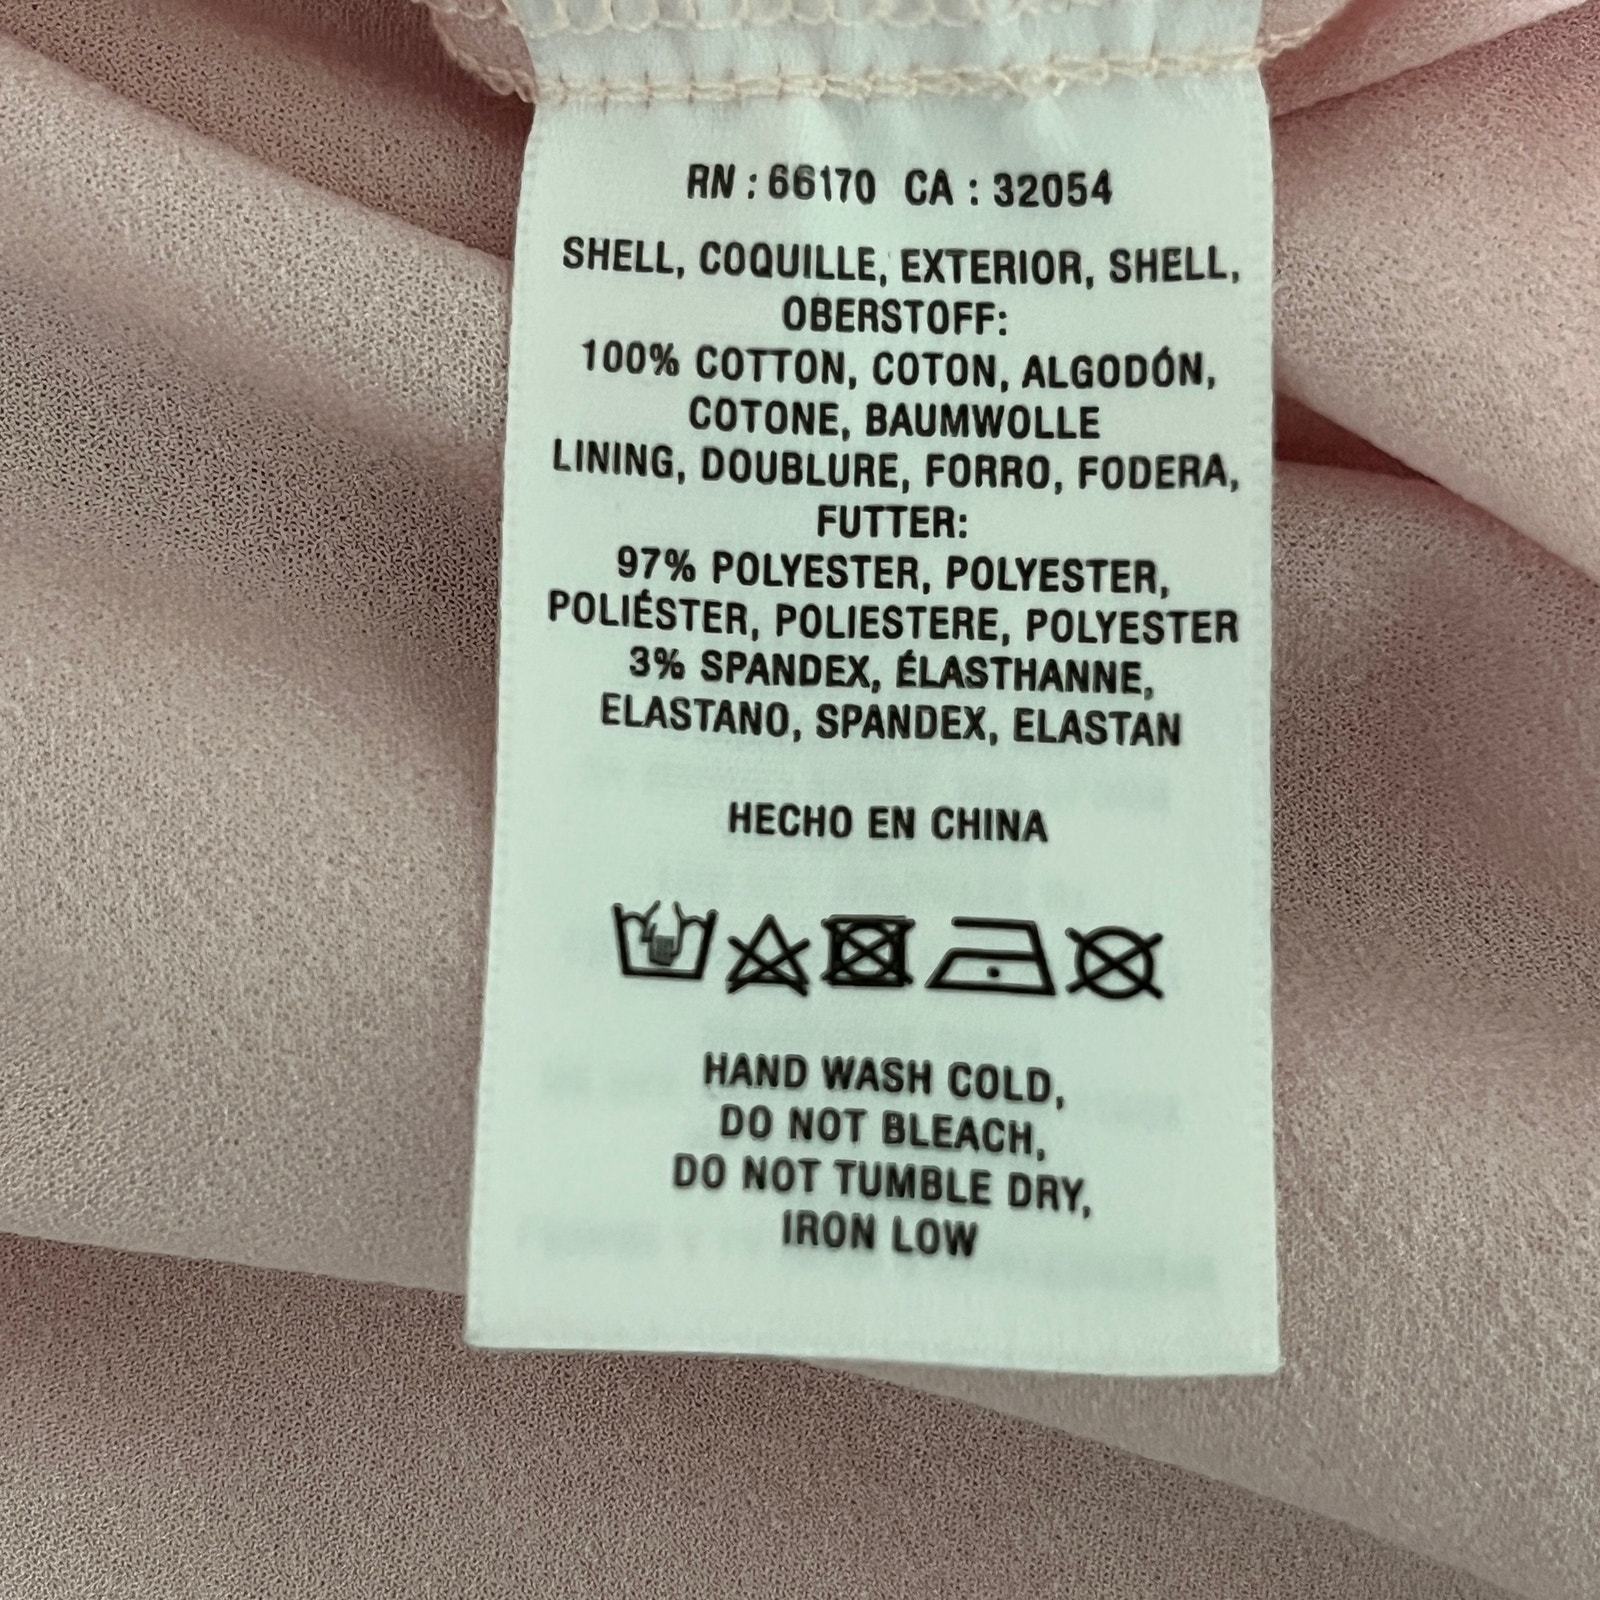 RN : 66170 CA : 32054
SHELL, COQUILLE, EXTERIOR, SHELL,
OBERSTOFF:
100% COTTON, COTON, ALGODÓN,
COTONE, BAUMWOLLE
LINING, DOUBLURE, FORRO, FODERA,
FUTTER:
97% POLYESTER, POLYESTER,
POLIÉSTER, POLIESTERE, POLYESTER
3% SPANDEX, ÉLASTHANNE,
ELASTANO, SPANDEX, ELASTAN
HECHO EN CHINA
HAND WASH COLD,
DO NOT BLEACH,
DO NOT TUMBLE DRY,
IRON LOW